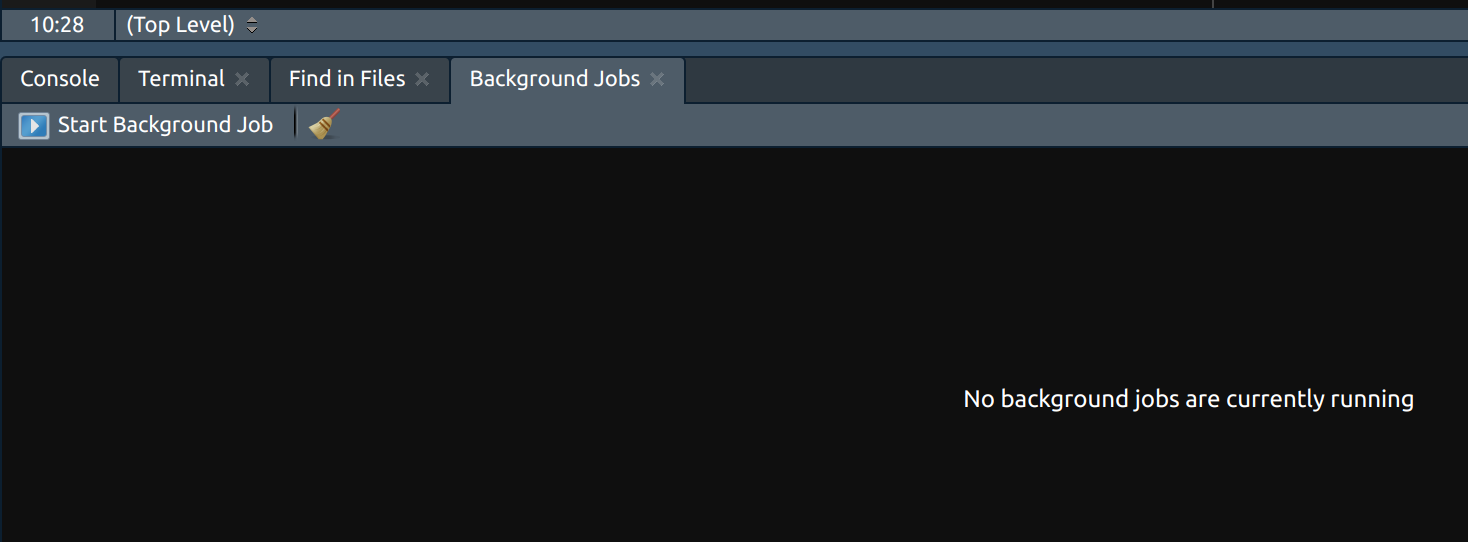 10:28 (Top Level)
Console Terminal Find in Files Background Jobs
Start Background Job
No background jobs are currently running